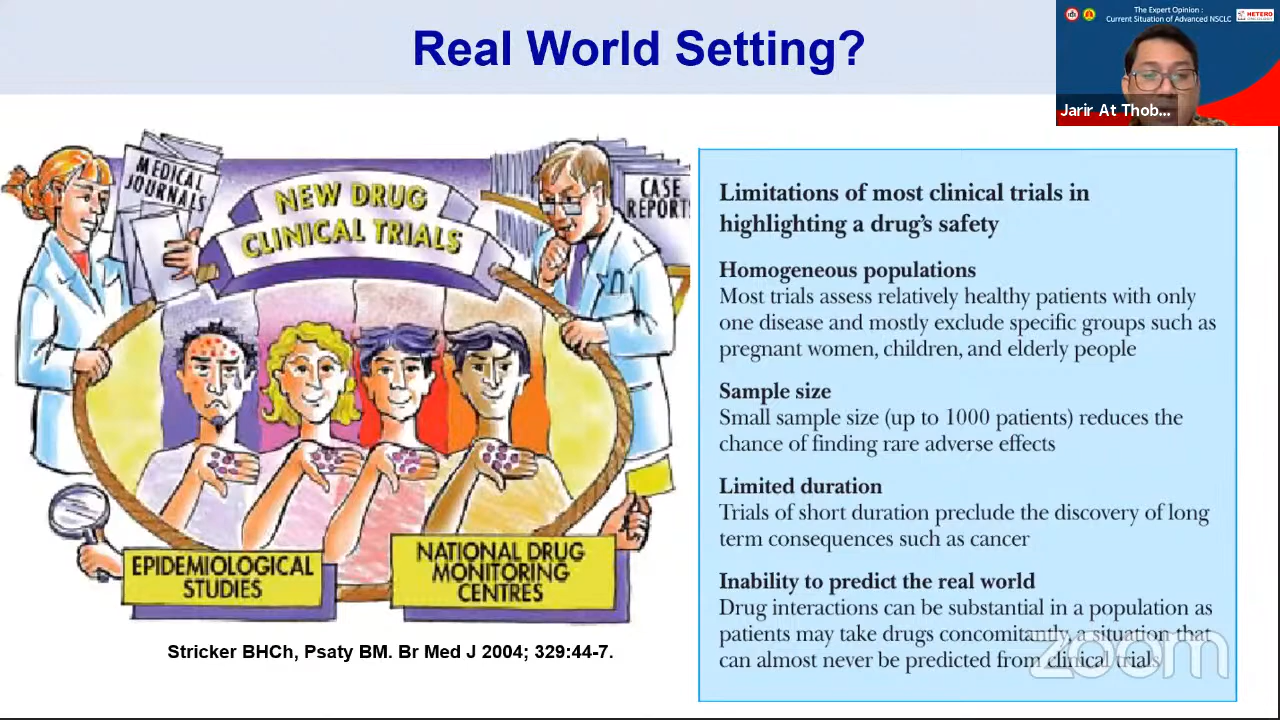 Real World Setting?
The Expert Opinion :
Current Situation of Advanced NSCLC
HETERO
Jarir At Thob...
MEDICAL
JOURNALS
NEW DRUG
CLINICAL TRIALS
CASE
REPORTS
EPIDEMIOLOGICAL
STUDIES
NATIONAL DRUG
MONITORING
CENTRES
Stricker BHCh, Psaty BM. Br Med J 2004; 329:44-7.
Limitations of most clinical trials in
highlighting a drug's safety
Homogeneous populations
Most trials assess relatively healthy patients with only
one disease and mostly exclude specific groups such as
pregnant women, children, and elderly people
Sample size
Small sample size (up to 1000 patients) reduces the
chance of finding rare adverse effects
Limited duration
Trials of short duration preclude the discovery of long
term consequences such as cancer
Inability to predict the real world
Drug interactions can be substantial in a population as
patients may take drugs concomitantly, a situation that
can almost never be predicted from clinical trials
zoom